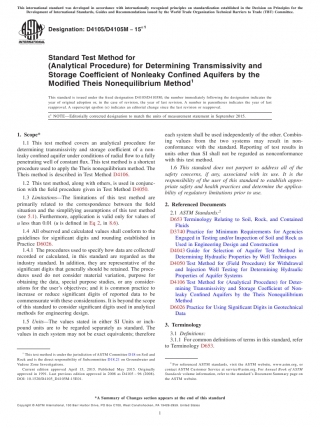 This international standard was developed in accordance with internationally recognized principles on standardization established in the Decision on Principles for the
Development of International Standards, Guides and Recommendations issued by the World Trade Organization Technical Barriers to Trade (TBT) Committee.
Designation: D4105/D4105M − 15ε1
Standard Test Method for
(Analytical Procedure) for Determining Transmissivity and
Storage Coefficient of Nonleaky Confined Aquifers by the
Modified Theis Nonequilibrium Method1
This standard is issued under the fixed designation D4105/D4105M; the number immediately following the designation indicates the
year of original adoption or, in the case of revision, the year of last revision. A number in parentheses indicates the year of last
reapproval. A superscript epsilon (ε) indicates an editorial change since the last revision or reapproval.
ε1 NOTE—Editorially corrected designation to match the units of measurement statement in September 2015.
1. Scope*
1.1 This test method covers an analytical procedure for
determining transmissivity and storage coefficient of a non-
leaky confined aquifer under conditions of radial flow to a fully
penetrating well of constant flux. This test method is a shortcut
procedure used to apply the Theis nonequilibrium method. The
Theis method is described in Test Method D4106.
1.2 This test method, along with others, is used in conjunc-
tion with the field procedure given in Test Method D4050.
1.3 Limitations—The limitations of this test method are
primarily related to the correspondence between the field
situation and the simplifying assumptions of this test method
(see 5.1). Furthermore, application is valid only for values of
u less than 0.01 (u is defined in Eq 2, in 8.6).
1.4 All observed and calculated values shall conform to the
guidelines for significant digits and rounding established in
Practice D6026.
1.4.1 The procedures used to specify how data are collected/
recorded or calculated, in this standard are regarded as the
industry standard. In addition, they are representative of the
significant digits that generally should be retained. The proce-
dures used do not consider material variation, purpose for
obtaining the data, special purpose studies, or any consider-
ations for the user's objectives; and it is common practice to
increase or reduce significant digits of reported data to be
commensurate with these considerations. It is beyond the scope
of this standard to consider significant digits used in analytical
methods for engineering design.
1.5 Units—The values stated in either SI Units or inch-
pound units are to be regarded separately as standard. The
values in each system may not be exact equivalents; therefore
each system shall be used independently of the other. Combin-
ing values from the two systems may result in non-
conformance with the standard. Reporting of test results in
units other than SI shall not be regarded as nonconformance
with this test method.
1.6 This standard does not purport to address all of the
safety concerns, if any, associated with its use. It is the
responsibility of the user of this standard to establish appro-
priate safety and health practices and determine the applica-
bility of regulatory limitations prior to use.
2. Referenced Documents
2.1 ASTM Standards:2
D653 Terminology Relating to Soil, Rock, and Contained
Fluids
D3740 Practice for Minimum Requirements for Agencies
Engaged in Testing and/or Inspection of Soil and Rock as
Used in Engineering Design and Construction
D4043 Guide for Selection of Aquifer Test Method in
Determining Hydraulic Properties by Well Techniques
D4050 Test Method for (Field Procedure) for Withdrawal
and Injection Well Testing for Determining Hydraulic
Properties of Aquifer Systems
D4106 Test Method for (Analytical Procedure) for Deter-
mining Transmissivity and Storage Coefficient of Non-
leaky Confined Aquifers by the Theis Nonequilibrium
Method
D6026 Practice for Using Significant Digits in Geotechnical
Data
3. Terminology
3.1 Definitions:
3.1.1 For common definitions of terms in this standard, refer
to Terminology D653.
1 This test method is under the jurisdiction of ASTM Committee D18 on Soil and
Rock and is the direct responsibility of Subcommittee D18.21 on Groundwater and
Vadose Zone Investigations.
Current edition approved April 15, 2015. Published May 2015. Originally
approved in 1991. Last previous edition approved in 2008 as D4105 – 96 (2008).
DOI: 10.1520/D4105_D4105M-15E01.
2 For referenced ASTM standards, visit the ASTM website, www.astm.org, or
contact ASTM Customer Service at service@astm.org. For Annual Book of ASTM
Standards volume information, refer to the standard's Document Summary page on
the ASTM website.
*A Summary of Changes section appears at the end of this standard
Copyright © ASTM International, 100 Barr Harbor Drive, PO Box C700, West Conshohocken, PA 19428-2959. United States
1